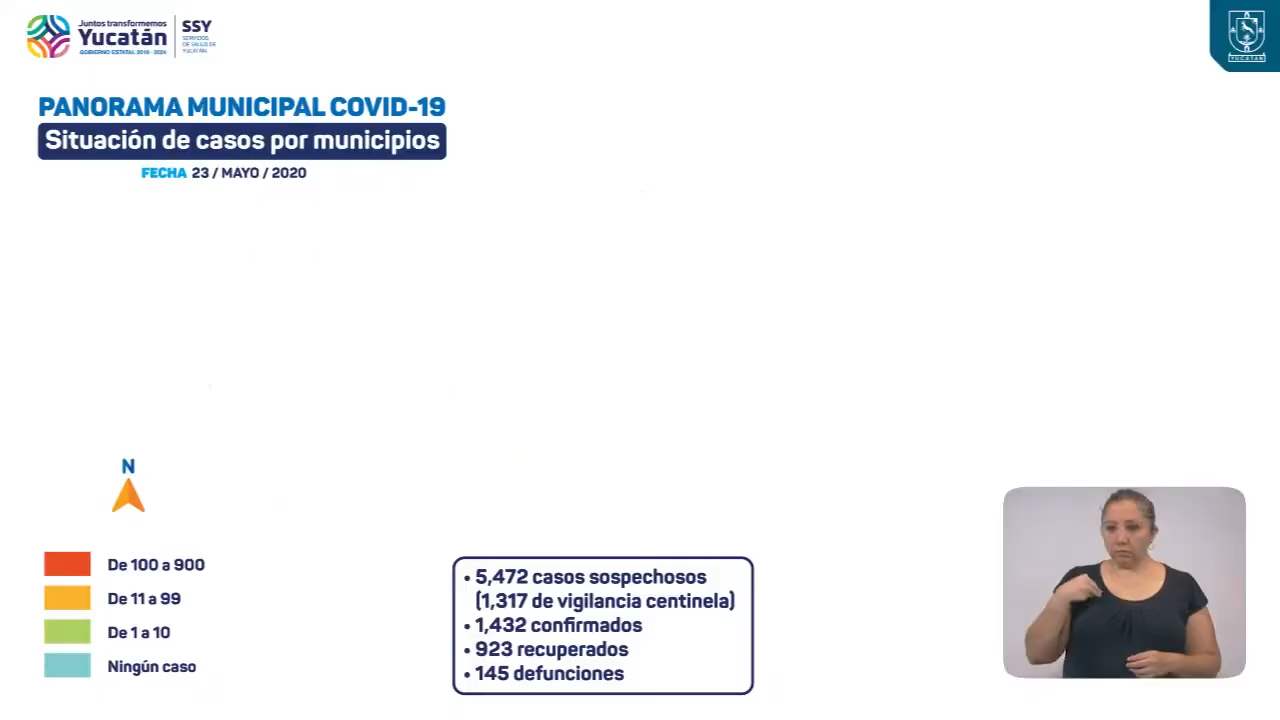 Juntos transformemos
Yucatán
GOBIERNO ESTATAL 2018 - 2024
SSY
SERVICIOS
DE SALUD DE
YUCATÁN
YUCATÁN
PANORAMA MUNICIPAL COVID-19
Situación de casos por municipios
FECHA 23 / MAYO / 2020
N
De 100 a 900
De 11 a 99
De 1 a 10
Ningún caso
• 5,472 casos sospechosos
(1,317 de vigilancia centinela)
• 1,432 confirmados
• 923 recuperados
• 145 defunciones